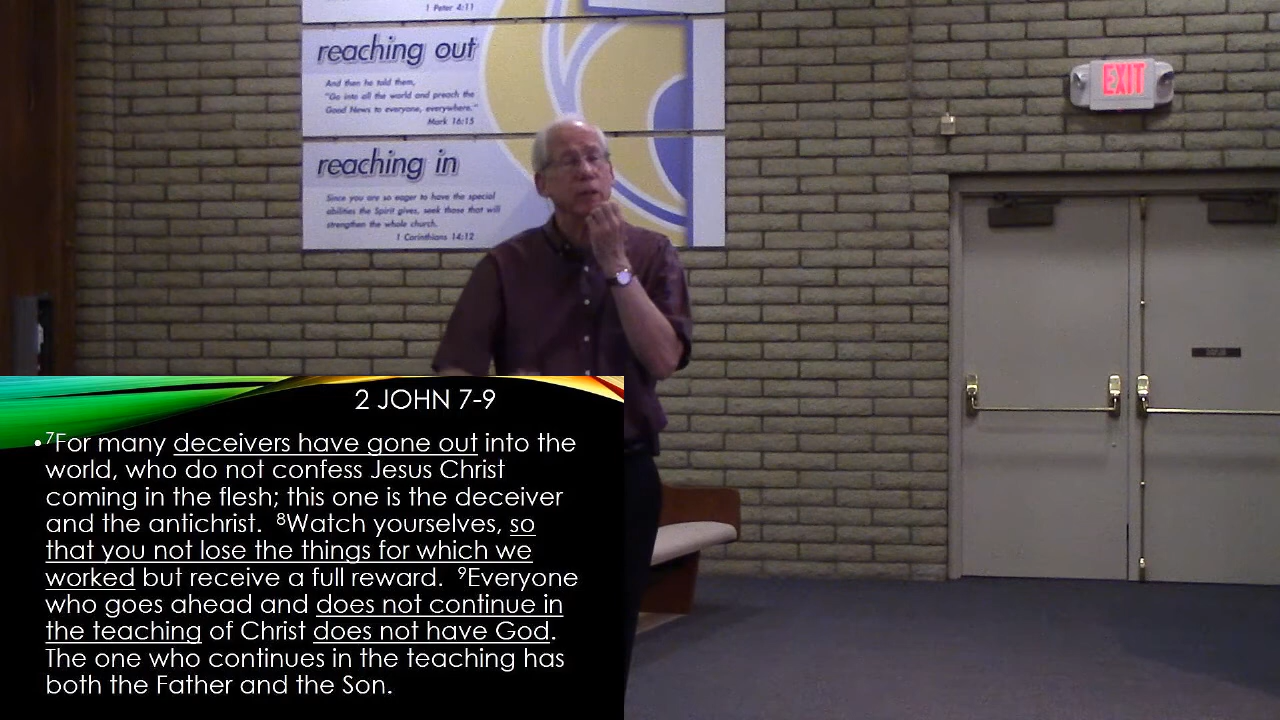 1 Peter 4:11
reaching out
And then he told them,
"Go into all the world and preach the
Good News to everyone, everywhere."
Mark 16:15
reaching in
Since you are so eager to have the special
abilities the Spirit gives, seek those that will
strengthen the whole church.
1 Corinthians 14:12
EXIT
2 JOHN 7-9
•⁷For many deceivers have gone out into the
world, who do not confess Jesus Christ
coming in the flesh; this one is the deceiver
and the antichrist. ⁸Watch yourselves, so
that you not lose the things for which we
worked but receive a full reward. ⁹Everyone
who goes ahead and does not continue in
the teaching of Christ does not have God.
The one who continues in the teaching has
both the Father and the Son.